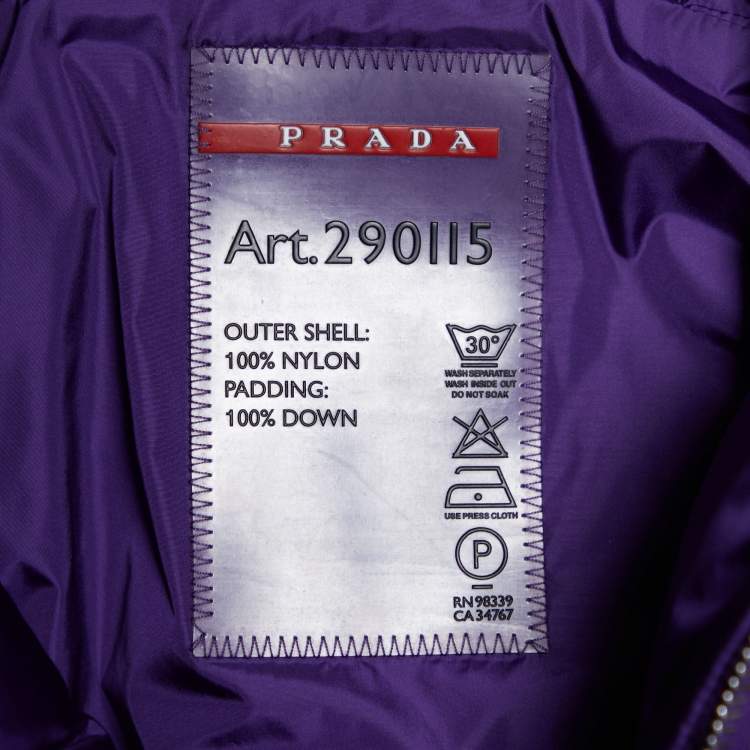 PRADA
Art.290115
OUTER SHELL:
100% NYLON
PADDING:
100% DOWN
30°
WASH SEPARATELY
WASH INSIDE OUT
DO NOT SOAK
USE PRESS CLOTH
P
RN 98339
CA 34767